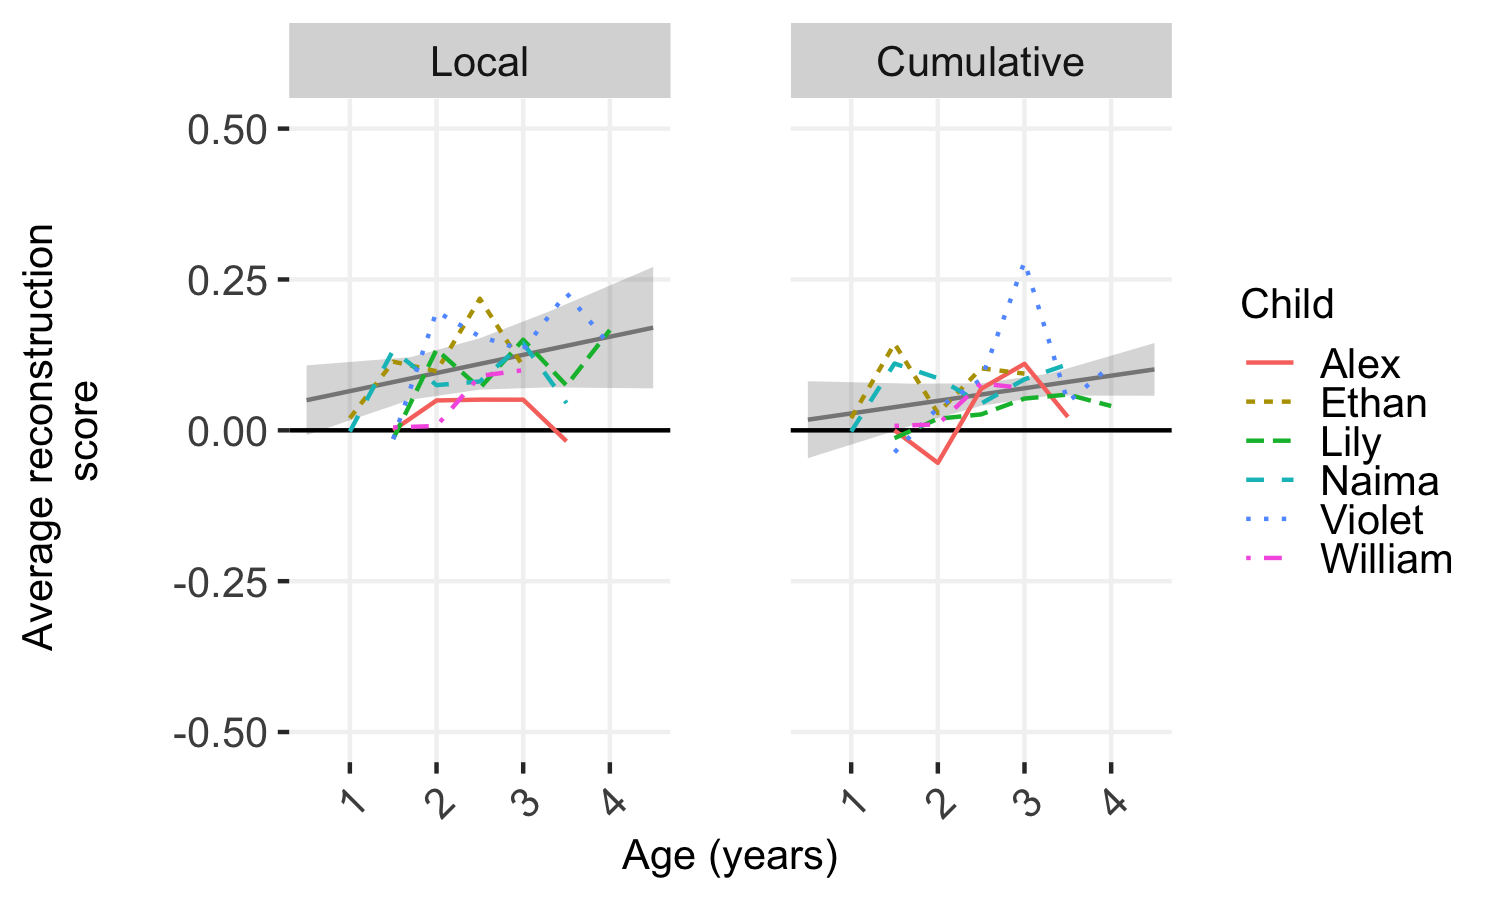 Local
Cumulative
0.50
0.25
0.00
-0.25
-0.50
Average reconstruction
score
1 2 3 4
1 2 3 4
Age (years)
Child
Alex
Ethan
Lily
Naima
Violet
William